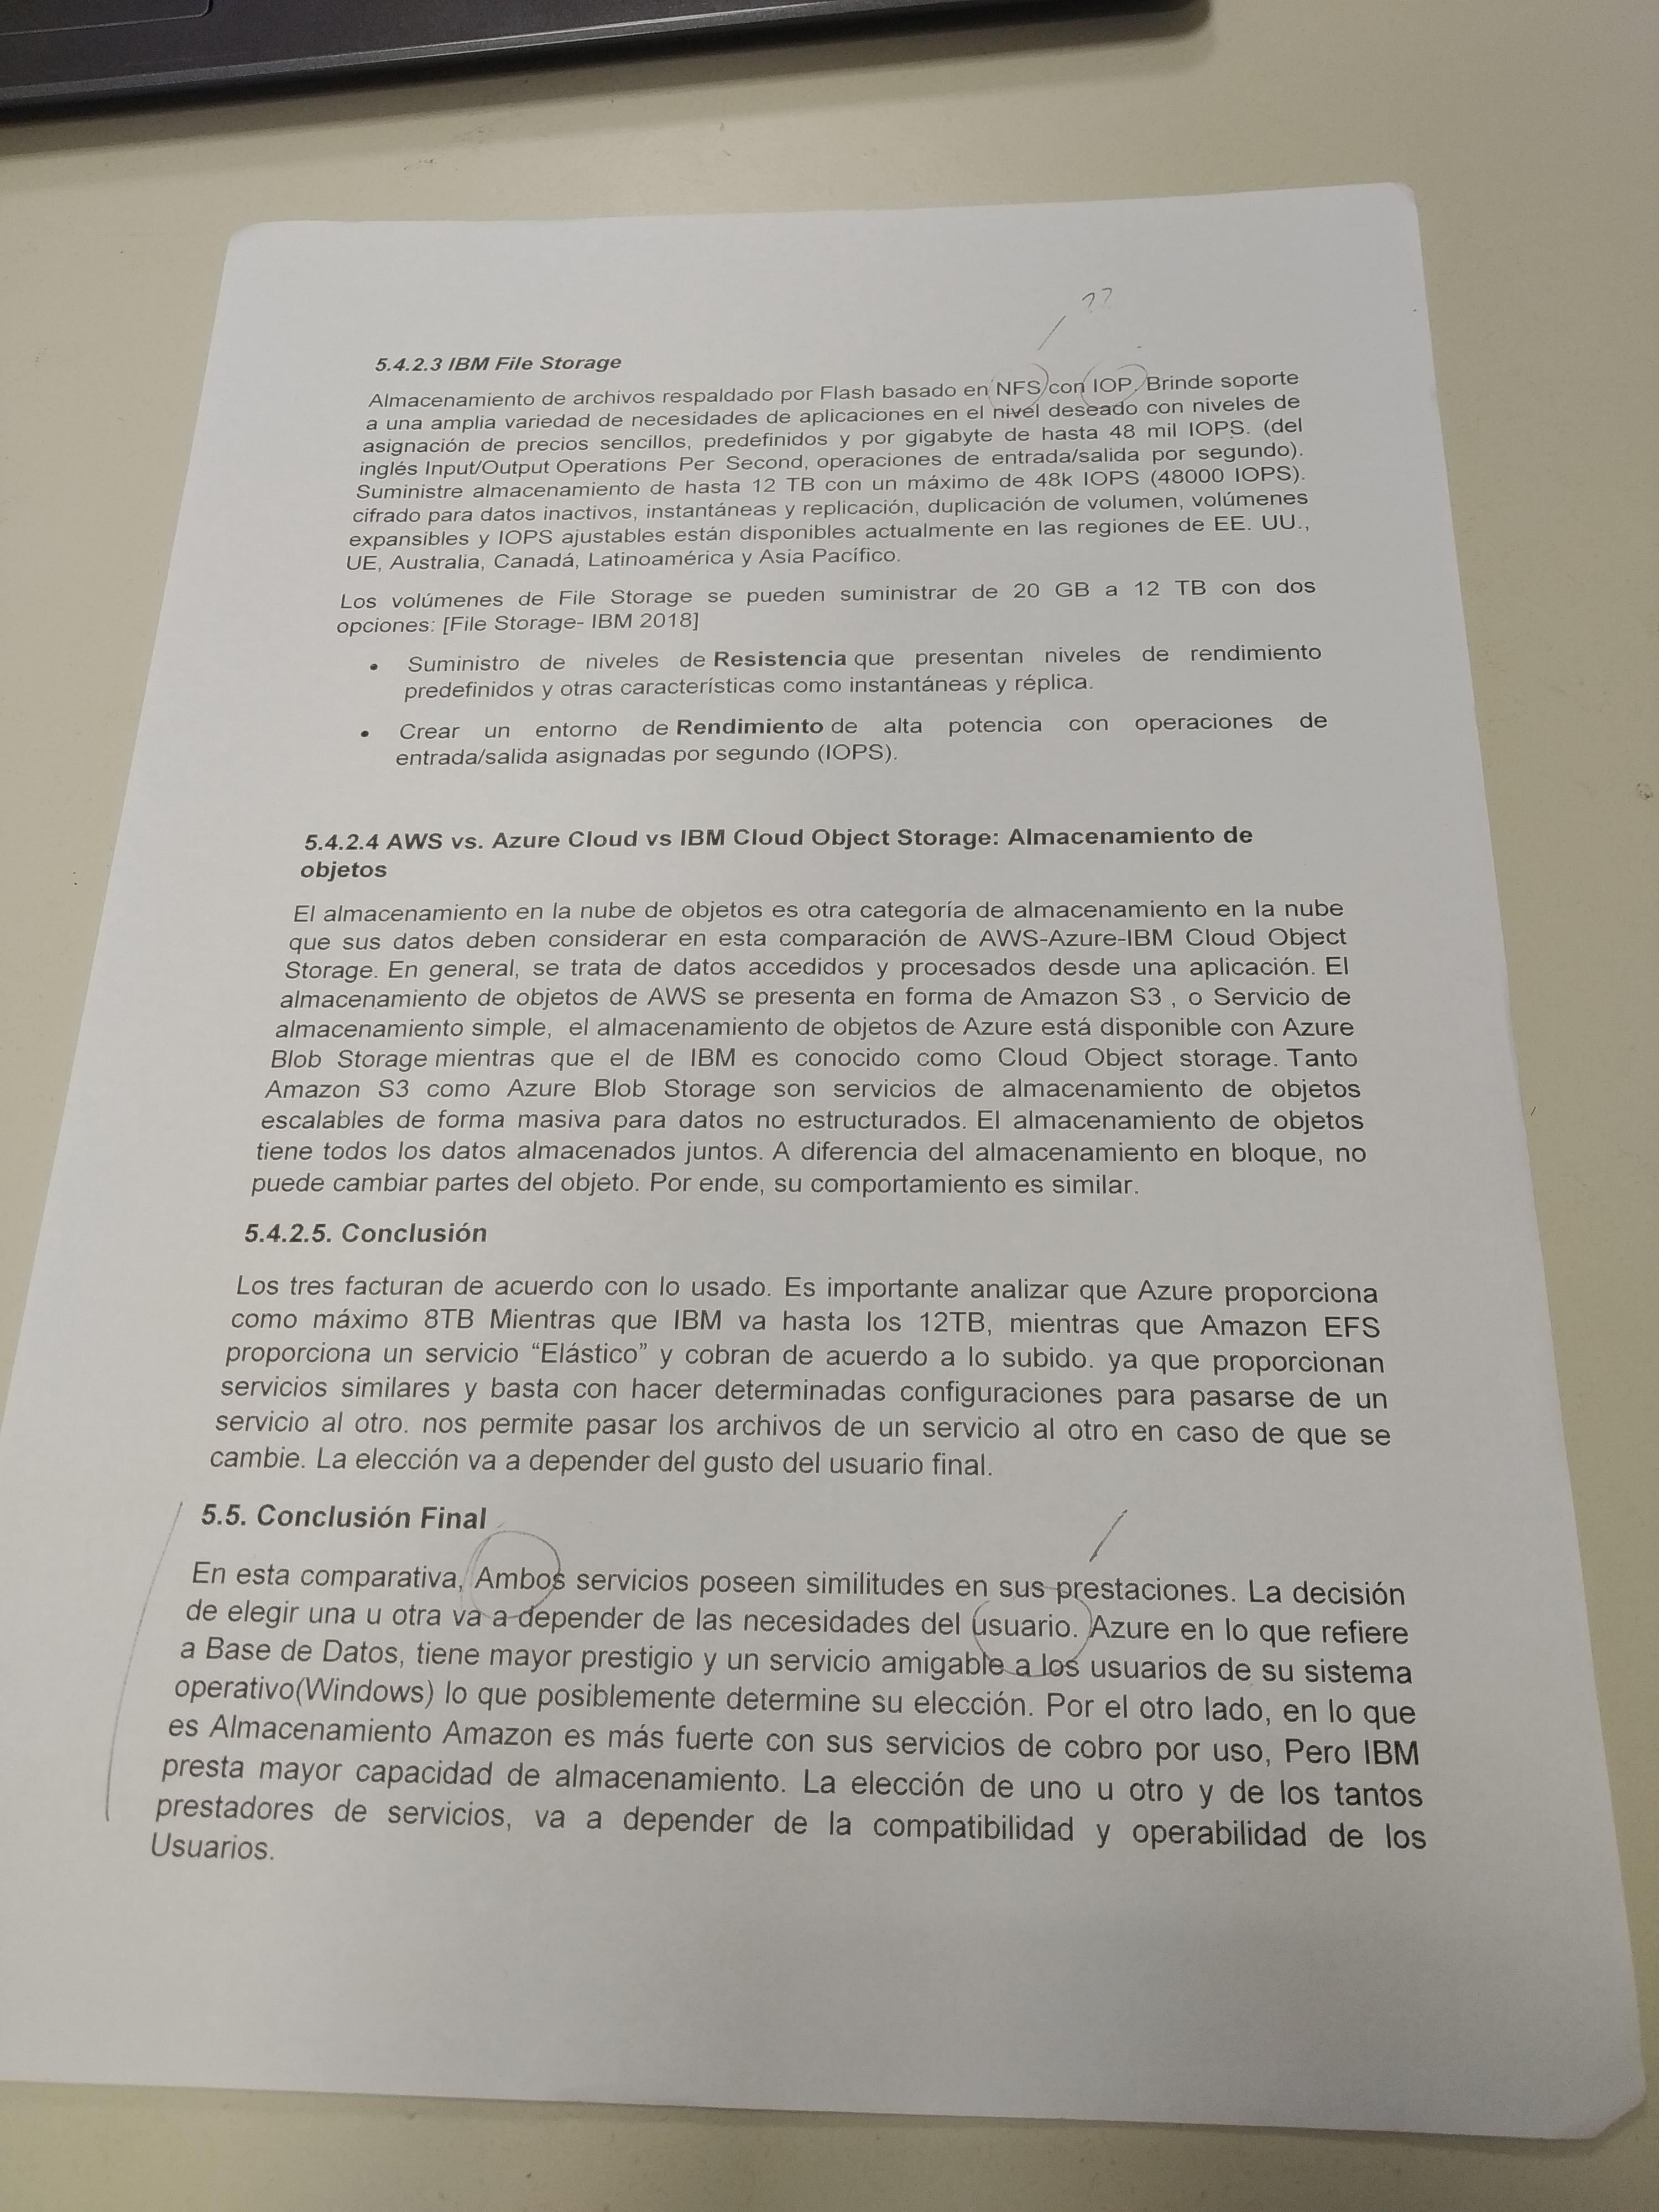 ??
5.4.2.3 IBM File Storage
Almacenamiento de archivos respaldado por Flash basado en NFS con IOP. Brinde soporte
a una amplia variedad de necesidades de aplicaciones en el nivel deseado con niveles de
asignación de precios sencillos, predefinidos y por gigabyte de hasta 48 mil IOPS. (del
inglés Input/Output Operations Per Second, operaciones de entrada/salida por segundo).
Suministre almacenamiento de hasta 12 TB con un máximo de 48k IOPS (48000 IOPS).
cifrado para datos inactivos, instantáneas y replicación, duplicación de volumen, volúmenes
expansibles y IOPS ajustables están disponibles actualmente en las regiones de EE. UU.,
UE, Australia, Canadá, Latinoamérica y Asia Pacífico.
Los volúmenes de File Storage se pueden suministrar de 20 GB a 12 TB con dos
opciones: [File Storage- IBM 2018]
• Suministro de niveles de Resistencia que presentan niveles de rendimiento
predefinidos y otras características como instantáneas y réplica.
• Crear un entorno de Rendimiento de alta potencia con operaciones de
entrada/salida asignadas por segundo (IOPS).
5.4.2.4 AWS vs. Azure Cloud vs IBM Cloud Object Storage: Almacenamiento de
objetos
El almacenamiento en la nube de objetos es otra categoría de almacenamiento en la nube
que sus datos deben considerar en esta comparación de AWS-Azure-IBM Cloud Object
Storage. En general, se trata de datos accedidos y procesados desde una aplicación. El
almacenamiento de objetos de AWS se presenta en forma de Amazon S3 , o Servicio de
almacenamiento simple, el almacenamiento de objetos de Azure está disponible con Azure
Blob Storage mientras que el de IBM es conocido como Cloud Object storage. Tanto
Amazon S3 como Azure Blob Storage son servicios de almacenamiento de objetos
escalables de forma masiva para datos no estructurados. El almacenamiento de objetos
tiene todos los datos almacenados juntos. A diferencia del almacenamiento en bloque, no
puede cambiar partes del objeto. Por ende, su comportamiento es similar.
5.4.2.5. Conclusión
Los tres facturan de acuerdo con lo usado. Es importante analizar que Azure proporciona
como máximo 8TB Mientras que IBM va hasta los 12TB, mientras que Amazon EFS
proporciona un servicio “Elástico” y cobran de acuerdo a lo subido. ya que proporcionan
servicios similares y basta con hacer determinadas configuraciones para pasarse de un
servicio al otro. nos permite pasar los archivos de un servicio al otro en caso de que se
cambie. La elección va a depender del gusto del usuario final.
5.5. Conclusión Final
En esta comparativa, Ambos servicios poseen similitudes en sus prestaciones. La decisión
de elegir una u otra va a depender de las necesidades del usuario. Azure en lo que refiere
a Base de Datos, tiene mayor prestigio y un servicio amigable a los usuarios de su sistema
operativo(Windows) lo que posiblemente determine su elección. Por el otro lado, en lo que
es Almacenamiento Amazon es más fuerte con sus servicios de cobro por uso, Pero IBM
presta mayor capacidad de almacenamiento. La elección de uno u otro y de los tantos
prestadores de servicios, va a depender de la compatibilidad y operabilidad de los
Usuarios.